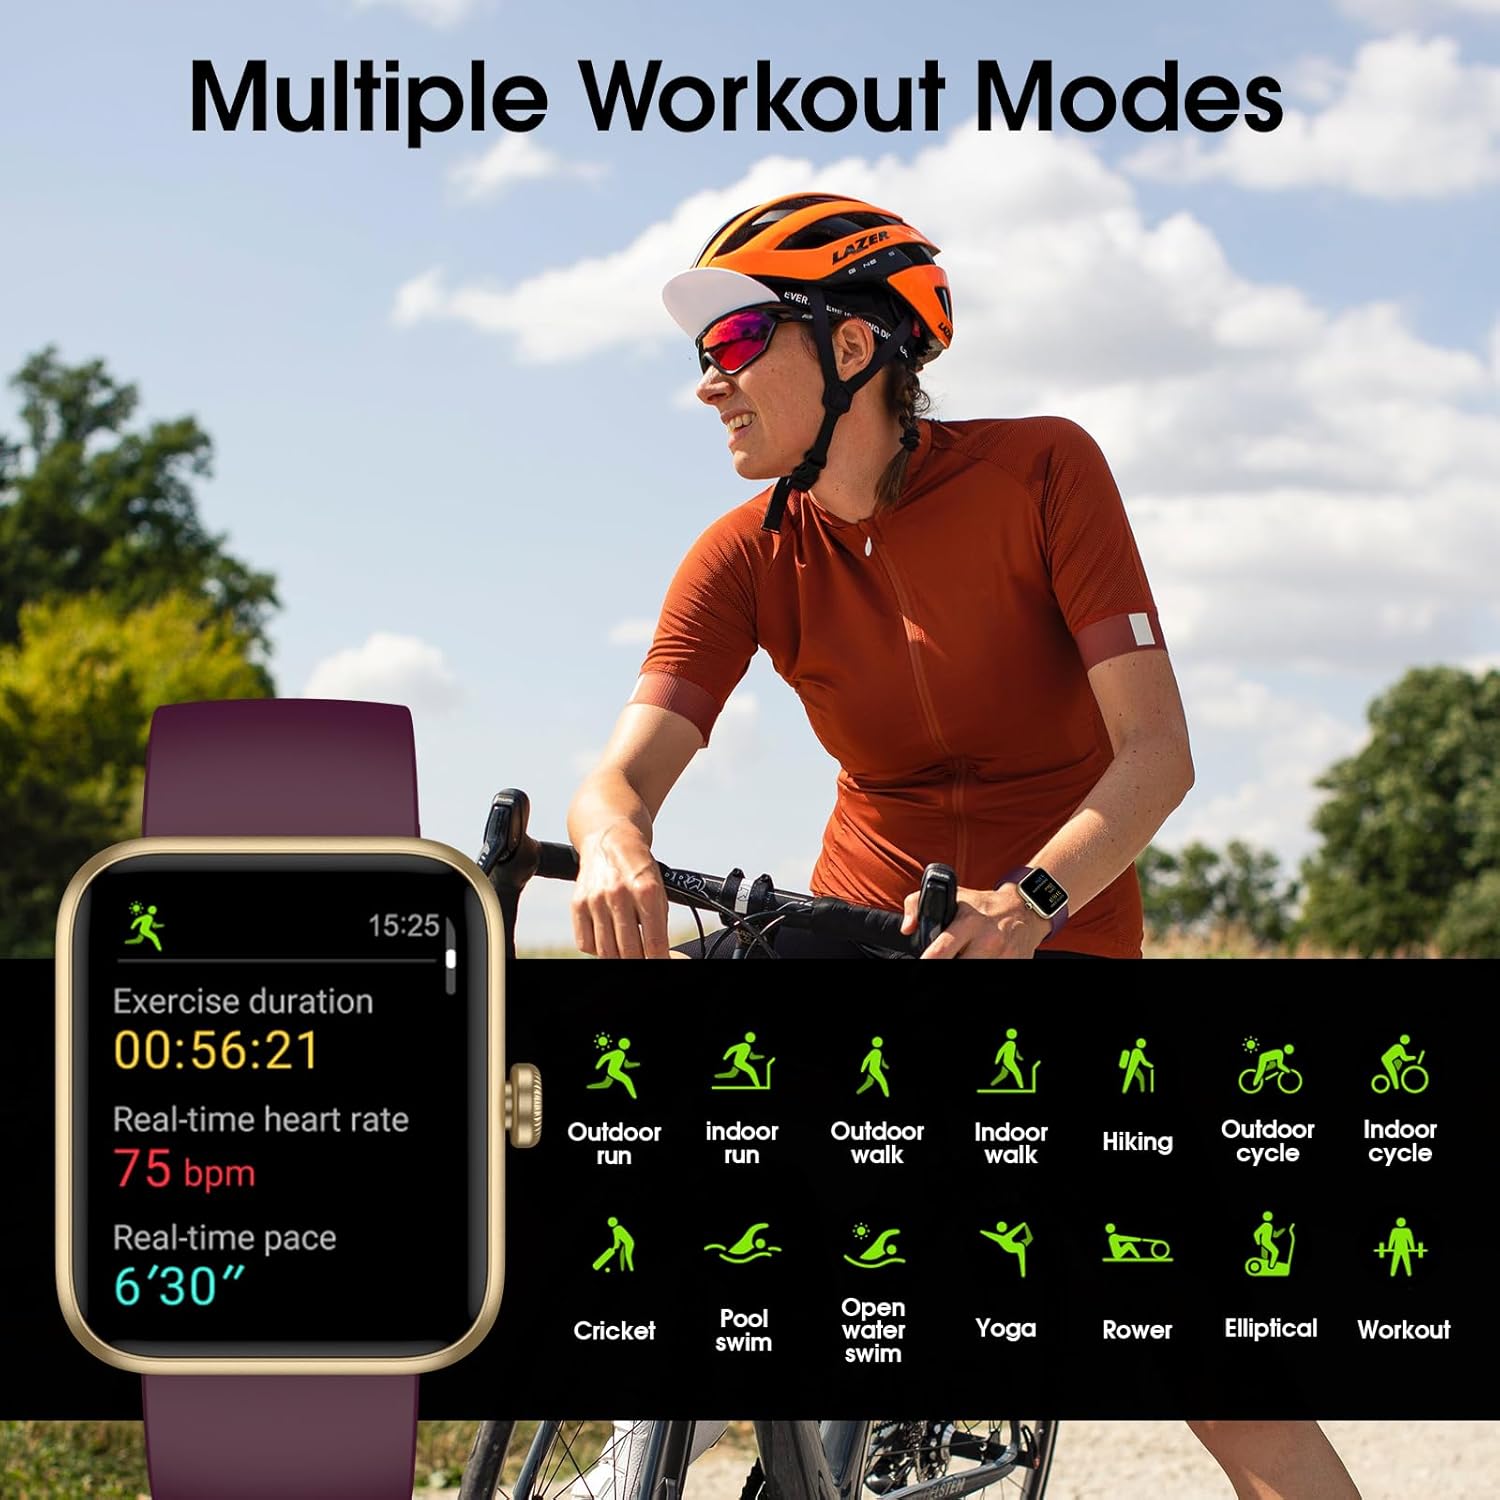 Multiple Workout Modes
LAZER
LAZER
EVER
15:25
Exercise duration
00:56:21
Real-time heart rate
75 bpm
Real-time pace
6′30″
Outdoor
run
indoor
run
Outdoor
walk
Indoor
walk
Hiking
Outdoor
cycle
Indoor
cycle
Cricket
Pool
swim
Open
water
swim
Yoga
Rower
Elliptical
Workout